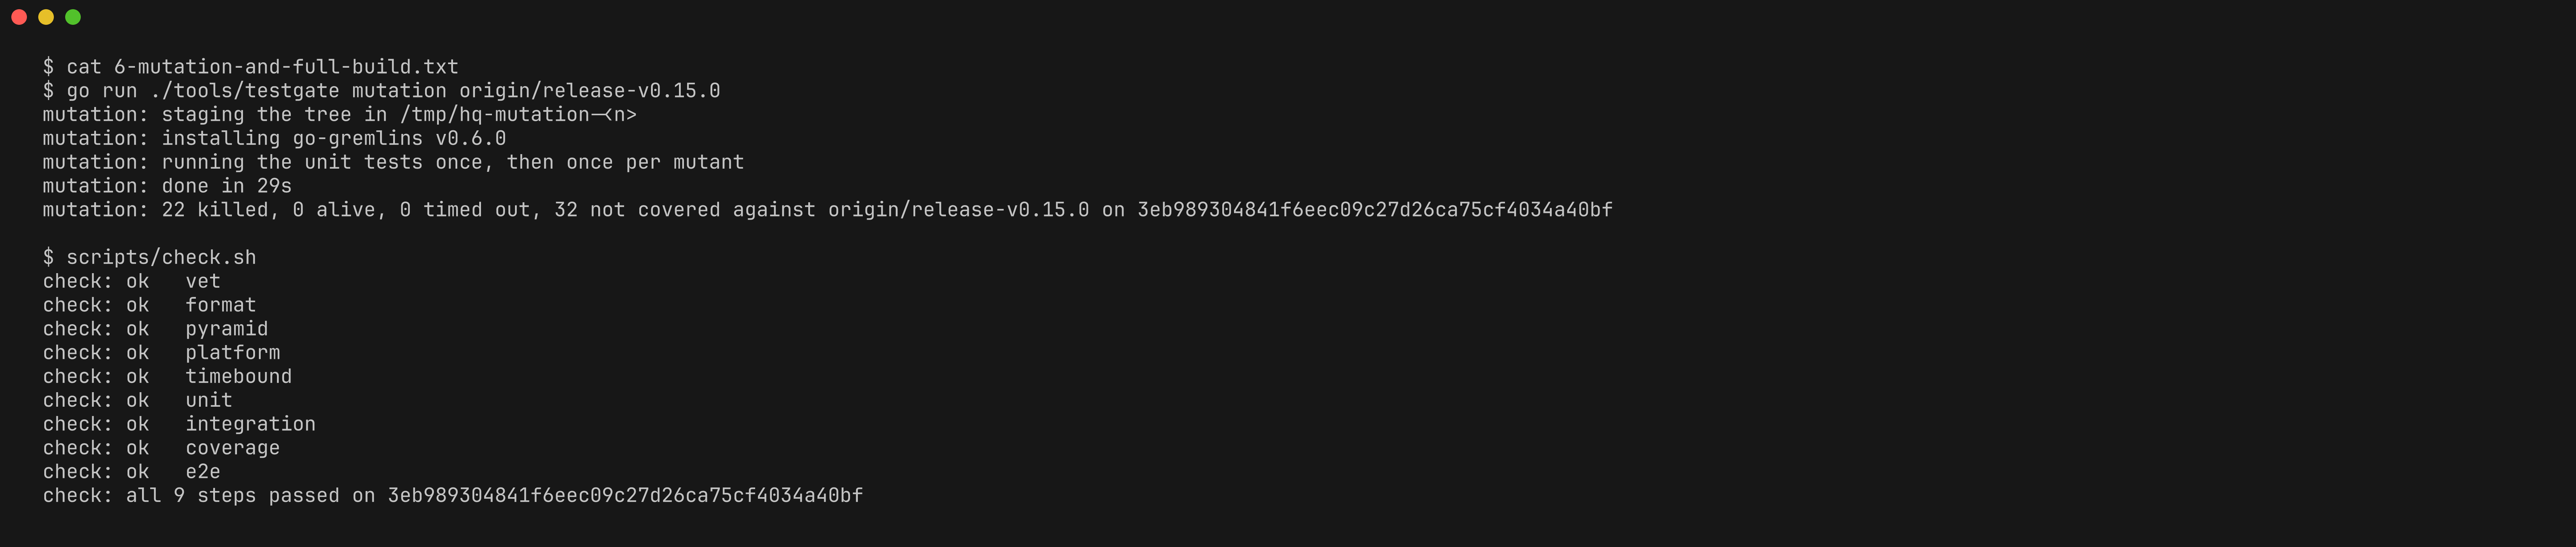 $ cat 6-mutation-and-full-build.txt
$ go run ./tools/testgate mutation origin/release-v0.15.0
mutation: staging the tree in /tmp/hq-mutation-<n>
mutation: installing go-gremlins v0.6.0
mutation: running the unit tests once, then once per mutant
mutation: done in 29s
mutation: 22 killed, 0 alive, 0 timed out, 32 not covered against origin/release-v0.15.0 on 3eb989304841f6eec09c27d26ca75cf4034a40bf
$ scripts/check.sh
check: ok   vet
check: ok   format
check: ok   pyramid
check: ok   platform
check: ok   timebound
check: ok   unit
check: ok   integration
check: ok   coverage
check: ok   e2e
check: all 9 steps passed on 3eb989304841f6eec09c27d26ca75cf4034a40bf